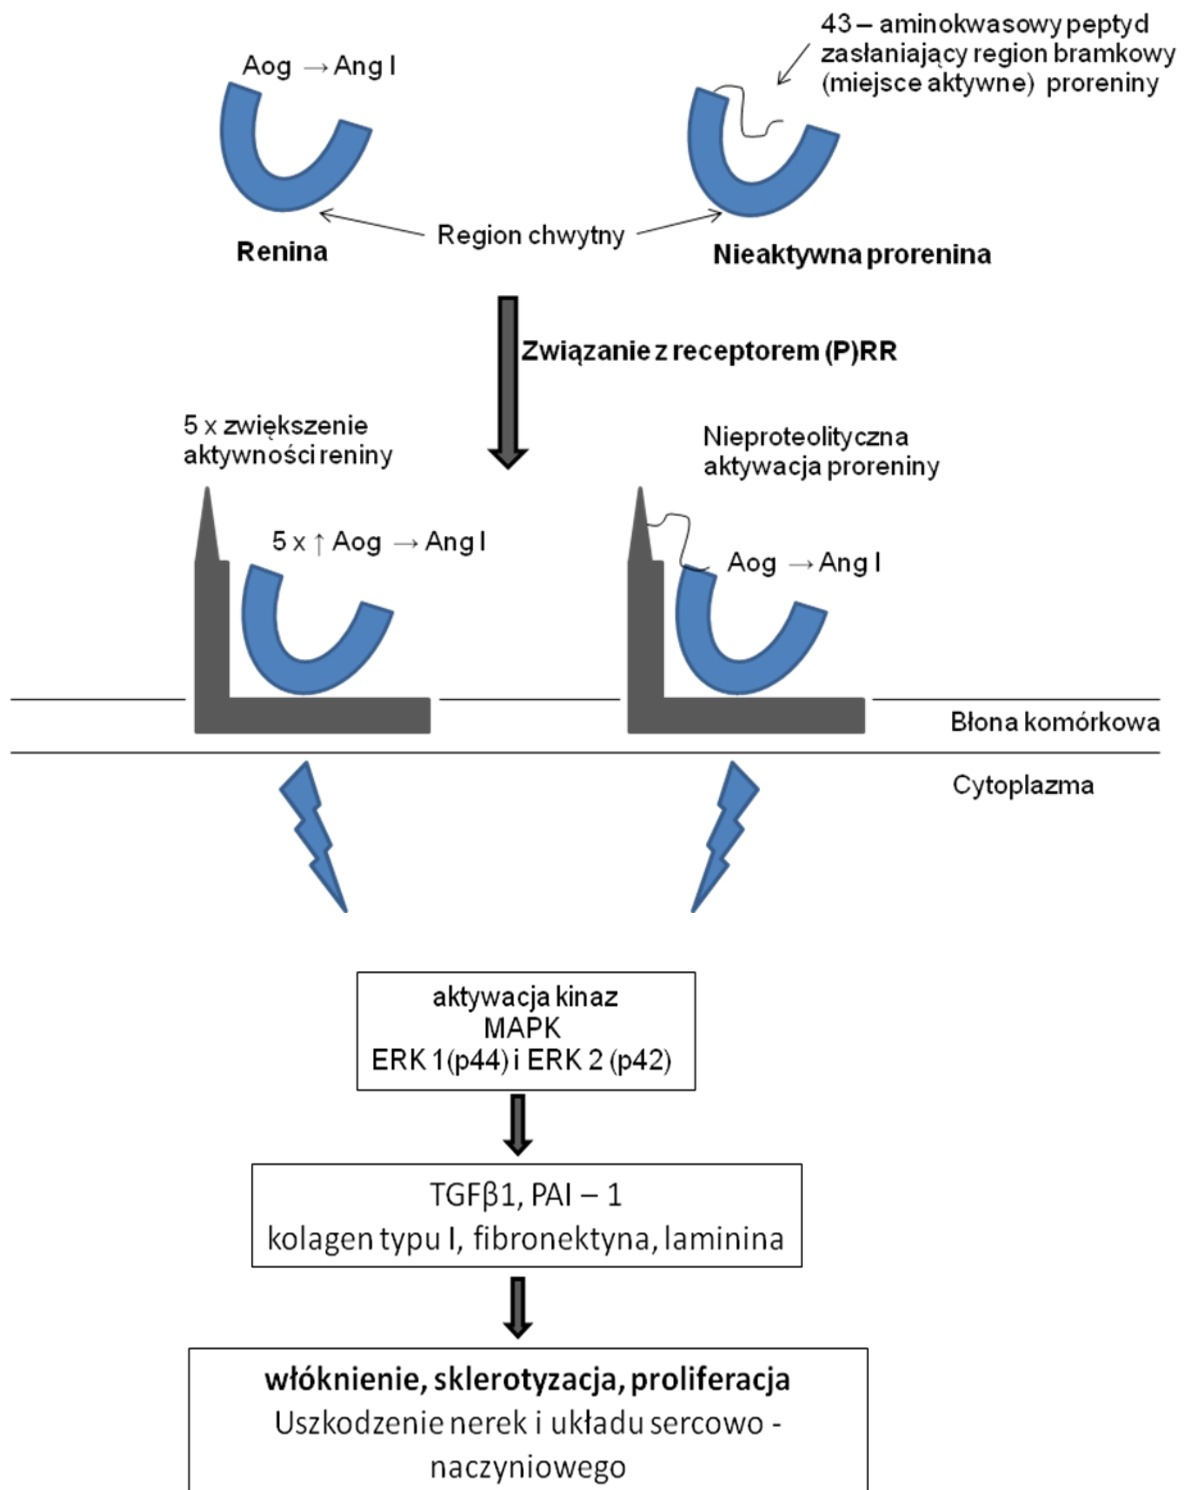 43 – aminokwasowy peptyd
zasłaniający region bramkowy
(miejsce aktywne) proreniny
Aog → Ang I
Region chwytny
Renina
Nieaktywna prorenina
Związanie z receptorem (P)RR
5 x zwiększenie
aktywności reniny
Nieproteolityczna
aktywacja proreniny
5 x ↑ Aog → Ang I
Aog → Ang I
Błona komórkowa
Cytoplazma
aktywacja kinaz
MAPK
ERK 1(p44) i ERK 2 (p42)
TGFβ1, PAI – 1
kolagen typu I, fibronektyna, laminina
włóknienie, sklerotyzacja, proliferacja
Uszkodzenie nerek i układu sercowo -
naczyniowego